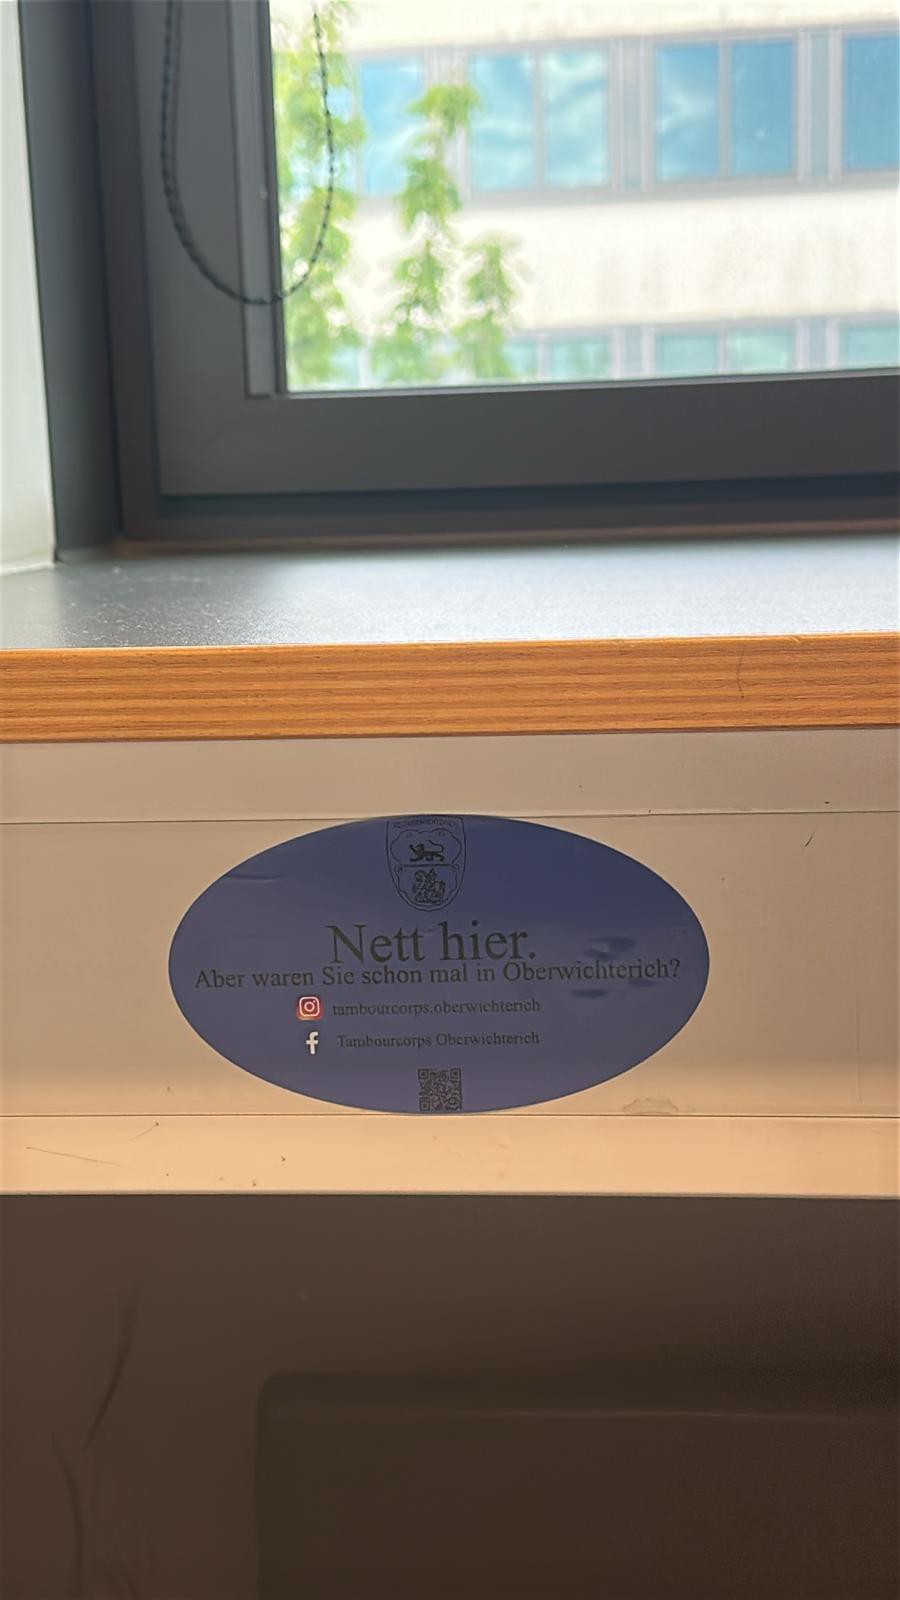 Nett hier.
Aber waren Sie schon mal in Oberwichterich?
tambourcorps.oberwichterich
Tambourcorps Oberwichterich